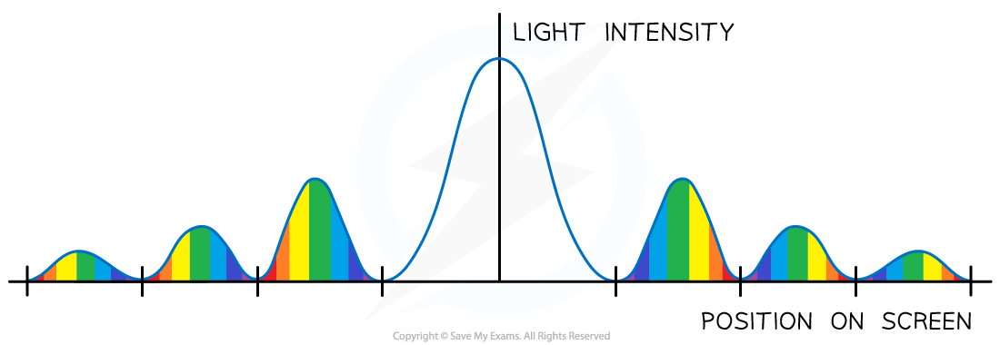 LIGHT INTENSITY
POSITION ON SCREEN
Copyright © Save My Exams. All Rights Reserved